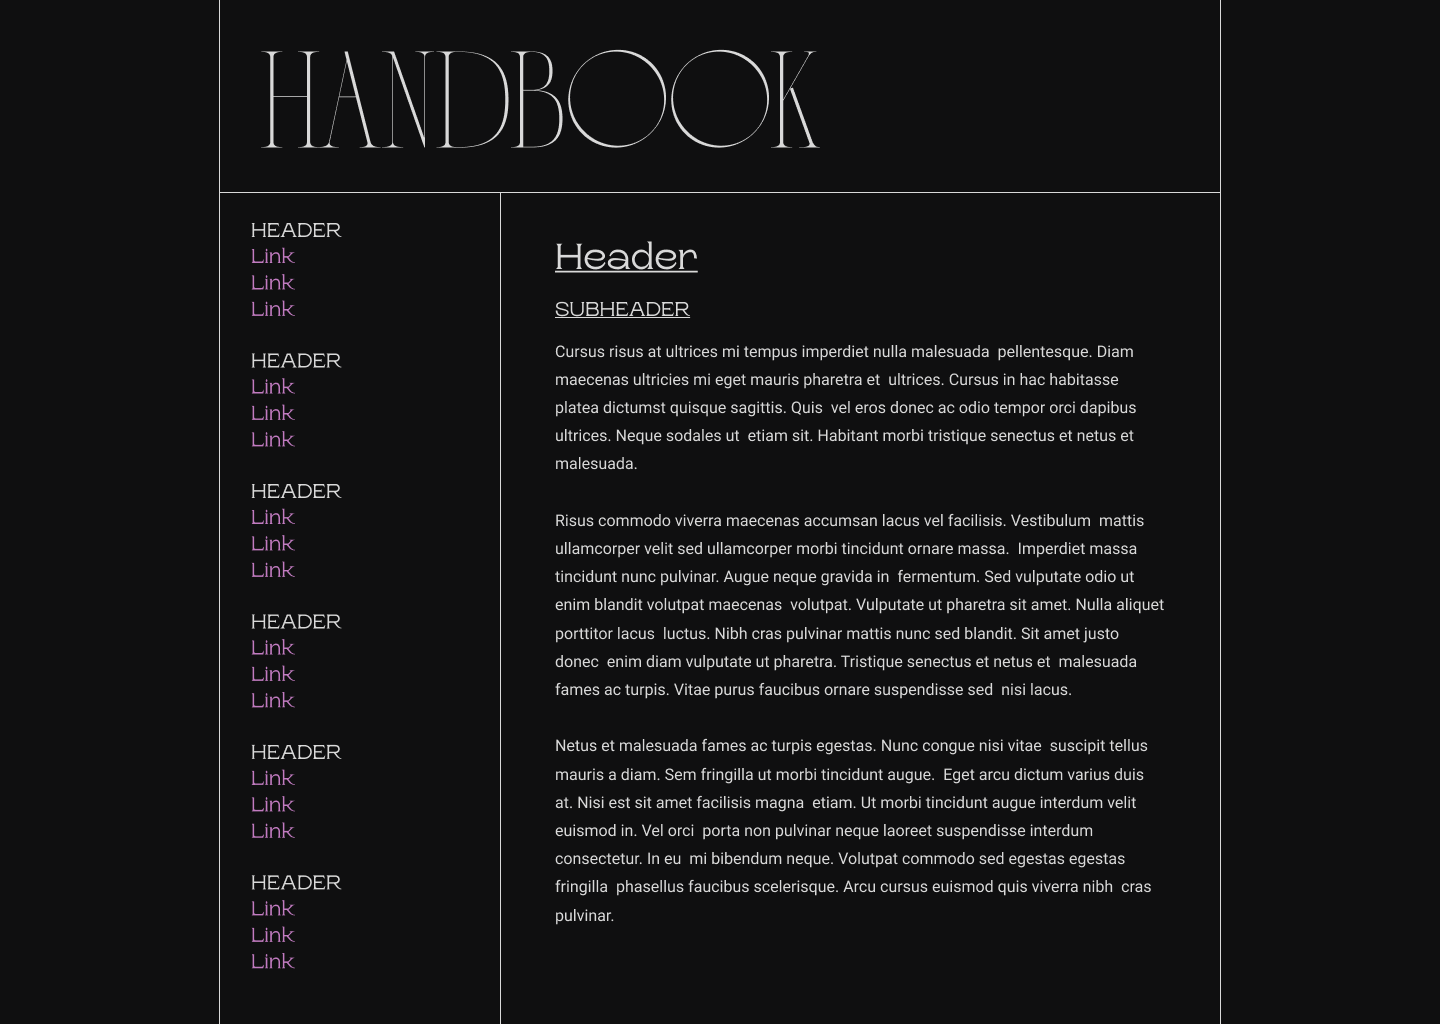 HANDBOOK
HEADER
Link
Link
Link
HEADER
Link
Link
Link
HEADER
Link
Link
Link
HEADER
Link
Link
Link
HEADER
Link
Link
Link
HEADER
Link
Link
Link
Header
SUBHEADER
Cursus risus at ultrices mi tempus imperdiet nulla malesuada  pellentesque. Diam
maecenas ultricies mi eget mauris pharetra et  ultrices. Cursus in hac habitasse
platea dictumst quisque sagittis. Quis  vel eros donec ac odio tempor orci dapibus
ultrices. Neque sodales ut  etiam sit. Habitant morbi tristique senectus et netus et
malesuada.
Risus commodo viverra maecenas accumsan lacus vel facilisis. Vestibulum  mattis
ullamcorper velit sed ullamcorper morbi tincidunt ornare massa.  Imperdiet massa
tincidunt nunc pulvinar. Augue neque gravida in  fermentum. Sed vulputate odio ut
enim blandit volutpat maecenas  volutpat. Vulputate ut pharetra sit amet. Nulla aliquet
porttitor lacus  luctus. Nibh cras pulvinar mattis nunc sed blandit. Sit amet justo
donec  enim diam vulputate ut pharetra. Tristique senectus et netus et  malesuada
fames ac turpis. Vitae purus faucibus ornare suspendisse sed  nisi lacus.
Netus et malesuada fames ac turpis egestas. Nunc congue nisi vitae  suscipit tellus
mauris a diam. Sem fringilla ut morbi tincidunt augue.  Eget arcu dictum varius duis
at. Nisi est sit amet facilisis magna  etiam. Ut morbi tincidunt augue interdum velit
euismod in. Vel orci  porta non pulvinar neque laoreet suspendisse interdum
consectetur. In eu  mi bibendum neque. Volutpat commodo sed egestas egestas
fringilla  phasellus faucibus scelerisque. Arcu cursus euismod quis viverra nibh  cras
pulvinar.